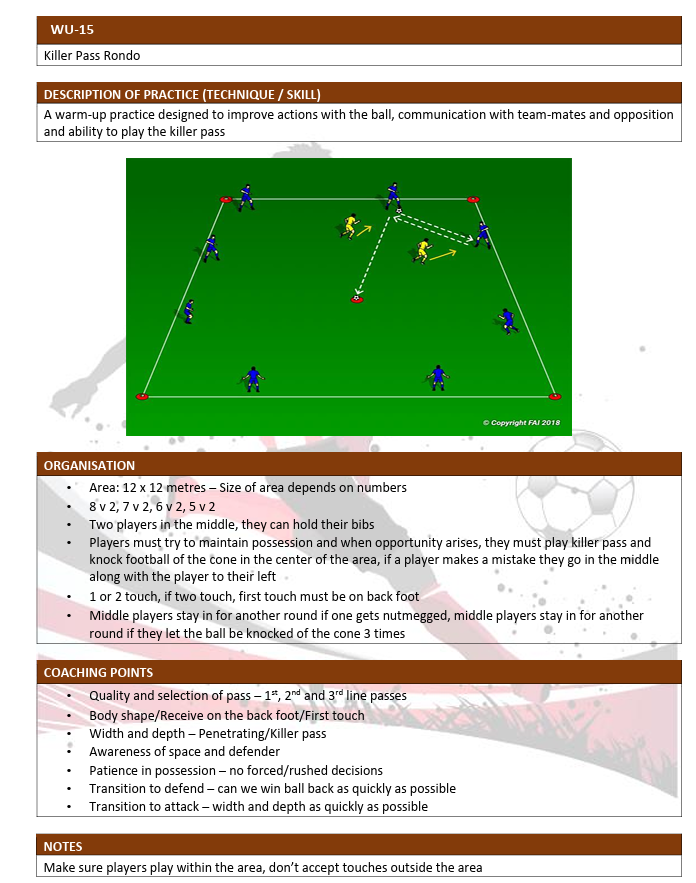 WU-15
Killer Pass Rondo
DESCRIPTION OF PRACTICE (TECHNIQUE / SKILL)
A warm-up practice designed to improve actions with the ball, communication with team-mates and opposition
and ability to play the killer pass
© Copyright FAI 2018
ORGANISATION
• Area: 12 x 12 metres – Size of area depends on numbers
• 8 v 2, 7 v 2, 6 v 2, 5 v 2
• Two players in the middle, they can hold their bibs
• Players must try to maintain possession and when opportunity arises, they must play killer pass and
knock football of the cone in the center of the area, if a player makes a mistake they go in the middle
along with the player to their left
• 1 or 2 touch, if two touch, first touch must be on back foot
• Middle players stay in for another round if one gets nutmegged, middle players stay in for another
round if they let the ball be knocked of the cone 3 times
COACHING POINTS
• Quality and selection of pass – 1st, 2nd and 3rd line passes
• Body shape/Receive on the back foot/First touch
• Width and depth – Penetrating/Killer pass
• Awareness of space and defender
• Patience in possession – no forced/rushed decisions
• Transition to defend – can we win ball back as quickly as possible
• Transition to attack – width and depth as quickly as possible
NOTES
Make sure players play within the area, don’t accept touches outside the area